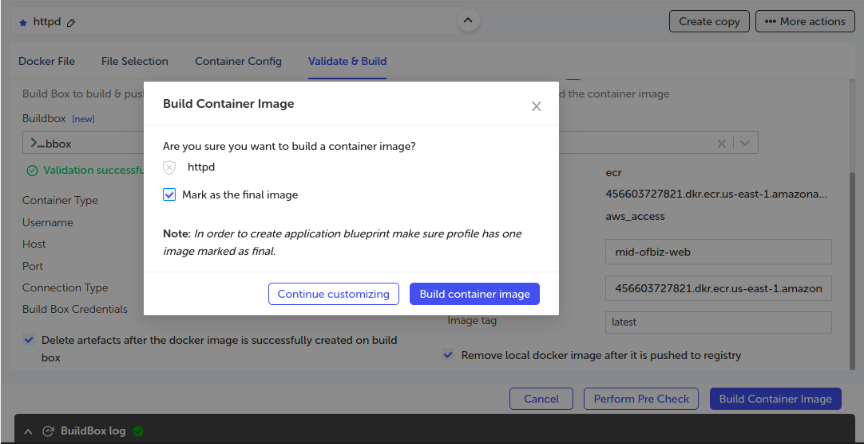 httpd
Create copy
••• More actions
Docker File
File Selection
Container Config
Validate & Build
Build Box to build & pus
d the container image
Buildbox [new]
bbox
Validation successfu
Container Type
Username
Host
Port
Connection Type
Build Box Credentials
ecr
456603727821.dkr.ecr.us-east-1.amazona...
aws_access
mid-ofbiz-web
456603727821.dkr.ecr.us-east-1.amazon
Image tag
latest
Build Container Image
Are you sure you want to build a container image?
httpd
Mark as the final image
Note: In order to create application blueprint make sure profile has one
image marked as final.
Continue customizing
Build container image
Delete artefacts after the docker image is successfully created on build
box
Remove local docker image after it is pushed to registry
Cancel
Perform Pre Check
Build Container Image
BuildBox log